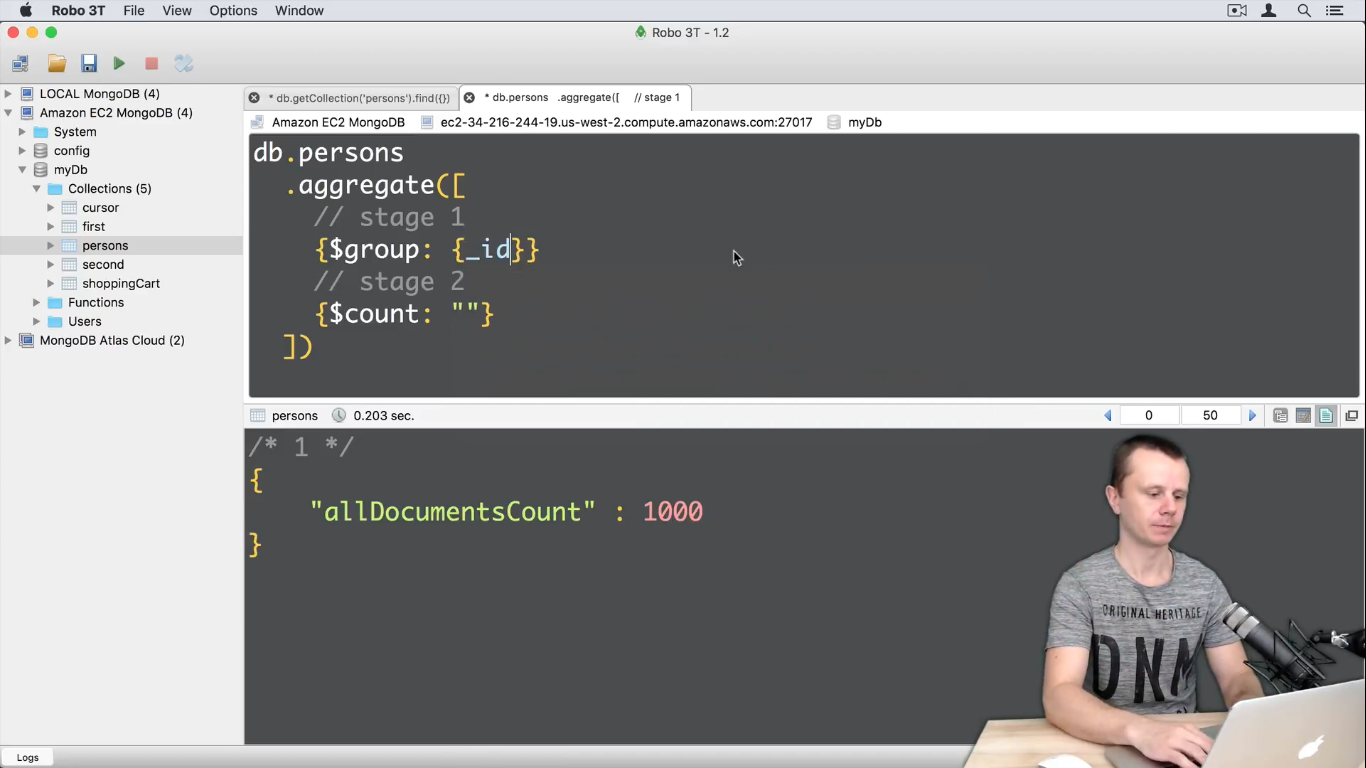 Robo 3T File View Options Window
Robo 3T - 1.2
LOCAL MongoDB (4)
Amazon EC2 MongoDB (4)
System
config
myDb
Collections (5)
cursor
first
persons
second
shoppingCart
Functions
Users
MongoDB Atlas Cloud (2)
* db.getCollection('persons').find({}) * db.persons .aggregate([ // stage 1
Amazon EC2 MongoDB ec2-34-216-244-19.us-west-2.compute.amazonaws.com:27017 myDb
db.persons
.aggregate([
// stage 1
{$group: {_id}}
// stage 2
{$count: ""}
])
persons 0.203 sec. 0 50
/* 1 */
{
"allDocumentsCount" : 1000
}
ORIGINAL HERITAGE
DNM
Logs